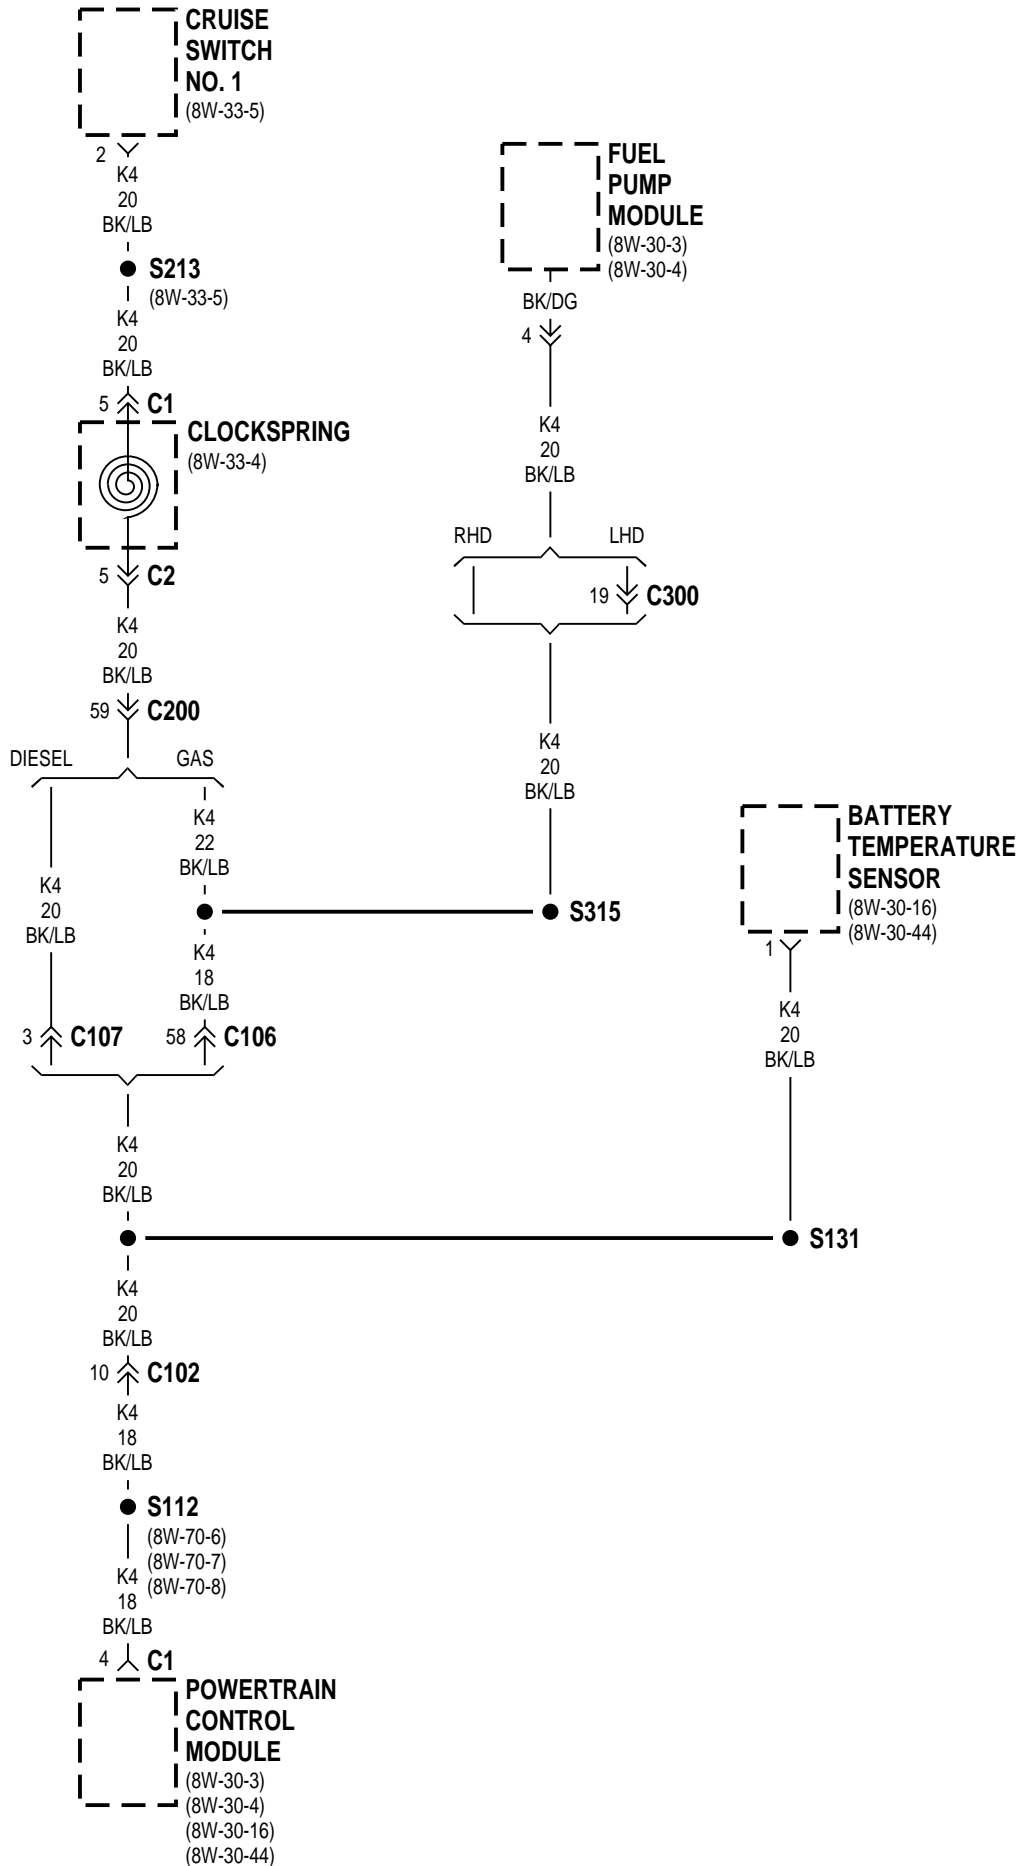 CRUISE
SWITCH
NO. 1
(8W-33-5)
2
K4
20
BK/LB
S213
(8W-33-5)
K4
20
BK/LB
5
C1
CLOCKSPRING
(8W-33-4)
5
C2
K4
20
BK/LB
59
C200
DIESEL
GAS
K4
20
BK/LB
K4
22
BK/LB
K4
18
BK/LB
3
C107
58
C106
FUEL
PUMP
MODULE
(8W-30-3)
(8W-30-4)
BK/DG
4
K4
20
BK/LB
RHD
LHD
19
C300
K4
20
BK/LB
S315
BATTERY
TEMPERATURE
SENSOR
(8W-30-16)
(8W-30-44)
1
K4
20
BK/LB
S131
K4
20
BK/LB
K4
20
BK/LB
10
C102
K4
18
BK/LB
S112
(8W-70-6)
(8W-70-7)
(8W-70-8)
K4
18
BK/LB
4
C1
POWERTRAIN
CONTROL
MODULE
(8W-30-3)
(8W-30-4)
(8W-30-16)
(8W-30-44)